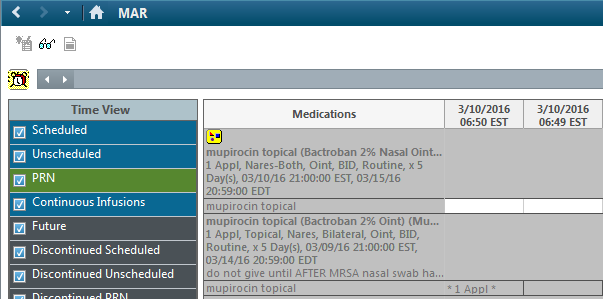 MAR
Time View
Scheduled
Unscheduled
PRN
Continuous Infusions
Future
Discontinued Scheduled
Discontinued Unscheduled
Discontinued PRN
Medications
3/10/2016
06:50 EST
3/10/2016
06:49 EST
mupirocin topical (Bactroban 2% Nasal Oint...
1 Appl, Nares-Both, Oint, BID, Routine, x 5
Day(s), 03/10/16 21:00:00 EST, 03/15/16
20:59:00 EDT
mupirocin topical
mupirocin topical (Bactroban 2% Oint) (Mu...
1 Appl, Topical, Nares, Bilateral, Oint, BID,
Routine, x 5 Day(s), 03/09/16 21:00:00 EST,
03/14/16 20:59:00 EDT
do not give until AFTER MRSA nasal swab ha...
mupirocin topical
* 1 Appl *